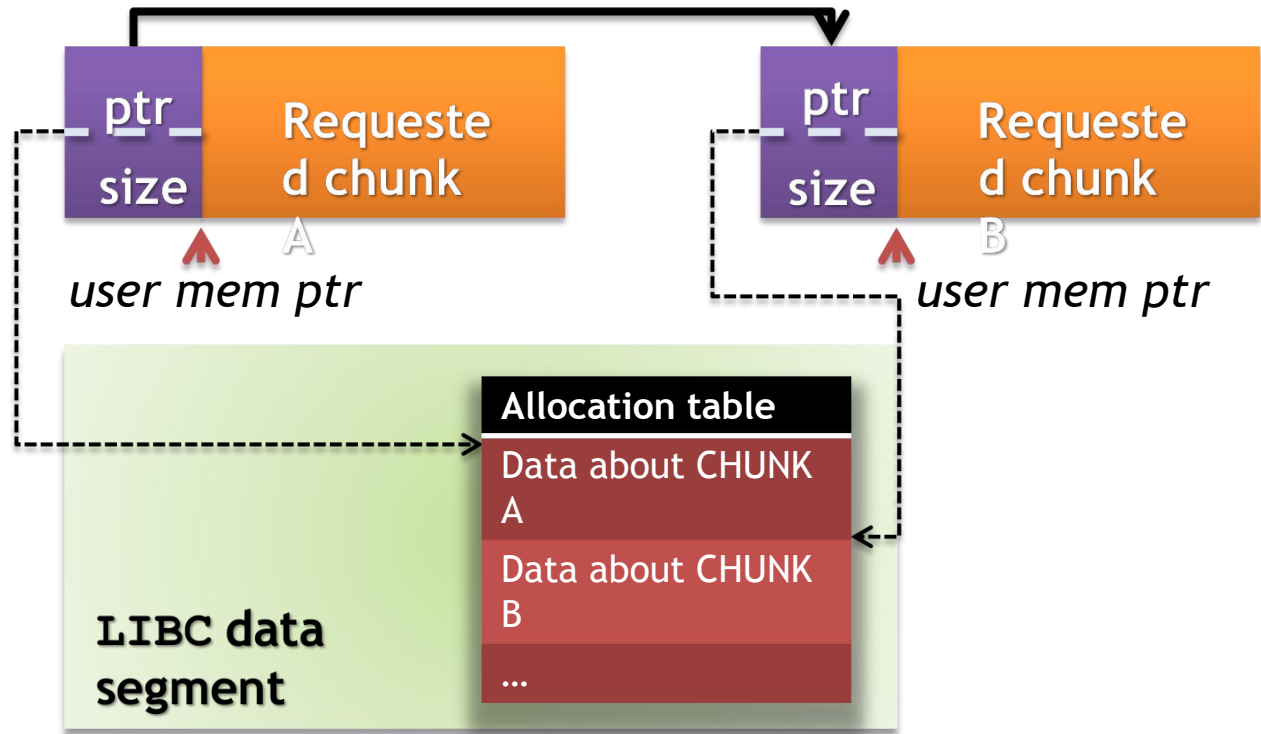 ptr
size
Requeste
d chunk
A
user mem ptr
ptr
size
Requeste
d chunk
B
user mem ptr
Allocation table
Data about CHUNK
A
Data about CHUNK
B
…
LIBC data
segment